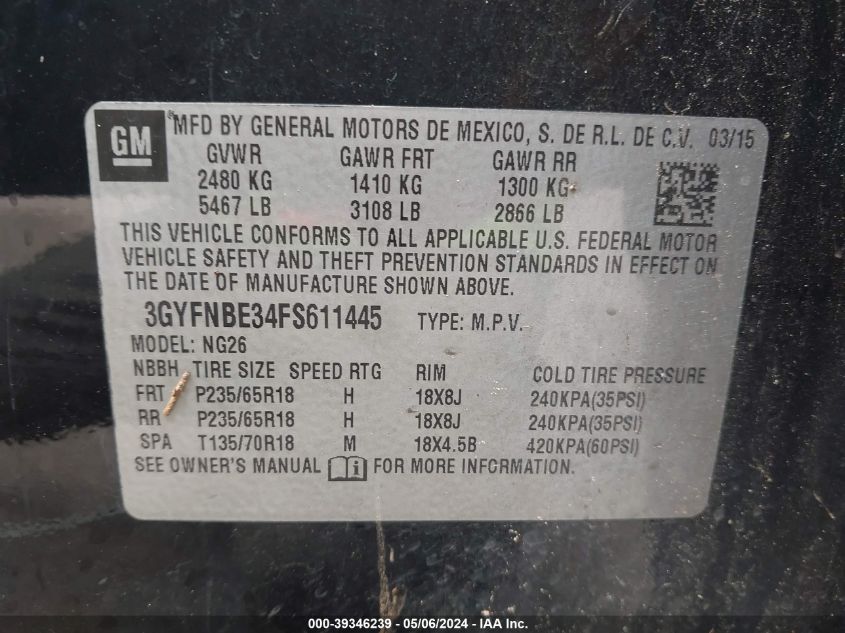 GM MFD BY GENERAL MOTORS DE MEXICO, S. DE R.L. DE C.V. 03/15
GVWR GAWR FRT GAWR RR
2480 KG 1410 KG 1300 KG
5467 LB 3108 LB 2866 LB
THIS VEHICLE CONFORMS TO ALL APPLICABLE U.S. FEDERAL MOTOR
VEHICLE SAFETY AND THEFT PREVENTION STANDARDS IN EFFECT ON
THE DATE OF MANUFACTURE SHOWN ABOVE.
3GYFNBE34FS611445 TYPE: M.P.V.
MODEL: NG26
NBBH TIRE SIZE SPEED RTG RIM COLD TIRE PRESSURE
FRT P235/65R18 H 18X8J 240KPA(35PSI)
RR P235/65R18 H 18X8J 240KPA(35PSI)
SPA T135/70R18 M 18X4.5B 420KPA(60PSI)
SEE OWNER'S MANUAL i FOR MORE INFORMATION.
000-39346239 - 05/06/2024 - IAA Inc.